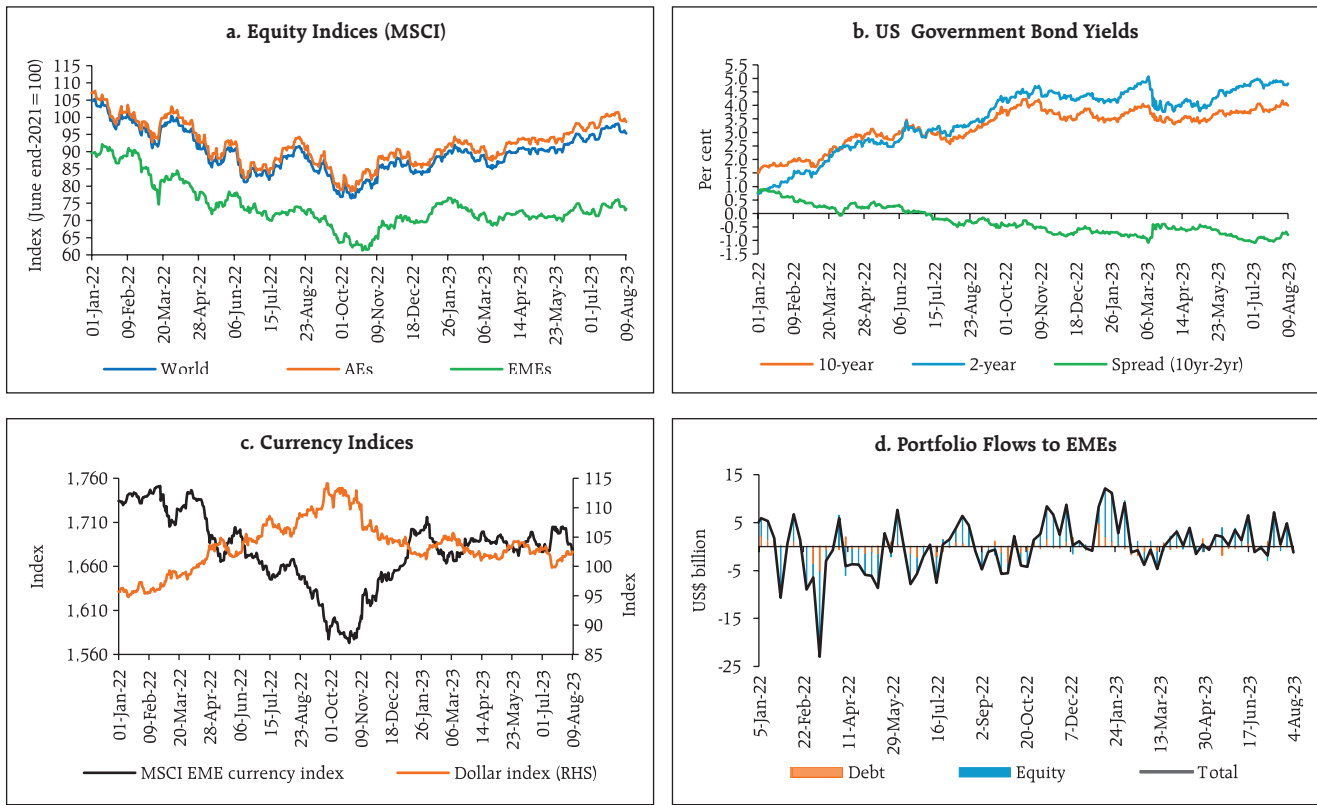 a. Equity Indices (MSCI)
Index (June end-2021=100)
115
110
105
100
95
90
85
80
75
70
65
60
01-Jan-22
09-Feb-22
20-Mar-22
28-Apr-22
06-Jun-22
15-Jul-22
23-Aug-22
01-Oct-22
09-Nov-22
18-Dec-22
26-Jan-23
06-Mar-23
14-Apr-23
23-May-23
01-Jul-23
09-Aug-23
World AEs EMEs
b. US Government Bond Yields
Per cent
5.5
5.0
4.5
4.0
3.5
3.0
2.5
2.0
1.5
1.0
0.5
0.0
-0.5
-1.0
-1.5
01-Jan-22
09-Feb-22
20-Mar-22
28-Apr-22
06-Jun-22
15-Jul-22
23-Aug-22
01-Oct-22
09-Nov-22
18-Dec-22
26-Jan-23
06-Mar-23
14-Apr-23
23-May-23
01-Jul-23
09-Aug-23
10-year 2-year Spread (10yr-2yr)
c. Currency Indices
Index
1,760
1,710
1,660
1,610
1,560
115
110
105
100
95
90
85
Index
01-Jan-22
09-Feb-22
20-Mar-22
28-Apr-22
06-Jun-22
15-Jul-22
23-Aug-22
01-Oct-22
09-Nov-22
18-Dec-22
26-Jan-23
06-Mar-23
14-Apr-23
23-May-23
01-Jul-23
09-Aug-23
MSCI EME currency index Dollar index (RHS)
d. Portfolio Flows to EMEs
US$ billion
15
5
-5
-15
-25
5-Jan-22
22-Feb-22
11-Apr-22
29-May-22
16-Jul-22
2-Sep-22
20-Oct-22
7-Dec-22
24-Jan-23
13-Mar-23
30-Apr-23
17-Jun-23
4-Aug-23
Debt Equity Total